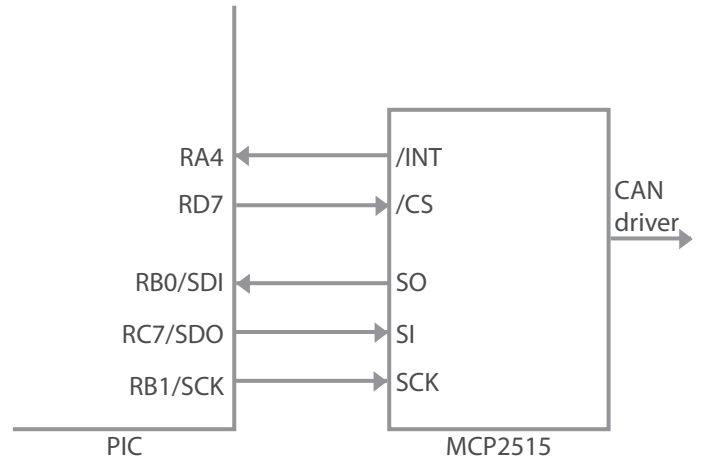 RA4
/INT
RD7
/CS
CAN
driver
RB0/SDI
SO
RC7/SDO
SI
RB1/SCK
SCK
PIC
MCP2515